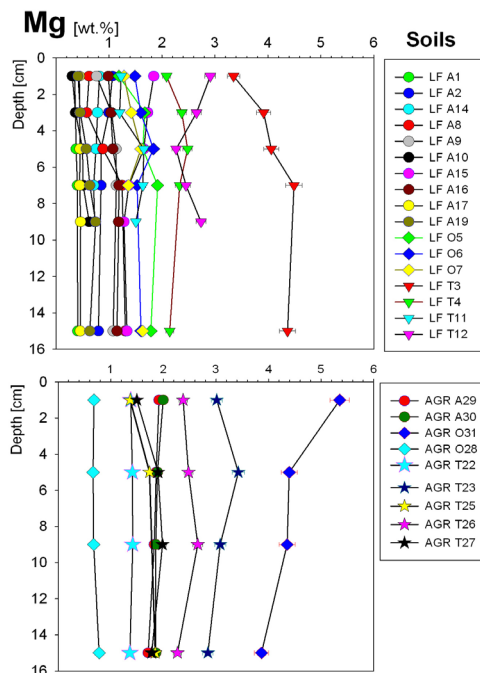 Mg [wt.%]
Soils
0 1 2 3 4 5 6
Depth [cm]
0
2
4
6
8
10
12
14
16
LF A1
LF A2
LF A14
LF A8
LF A9
LF A10
LF A15
LF A16
LF A17
LF A19
LF O5
LF O6
LF O7
LF T3
LF T4
LF T11
LF T12
1 2 3 4 5 6
Depth [cm]
0
2
4
6
8
10
12
14
16
AGR A29
AGR A30
AGR O31
AGR O28
AGR T22
AGR T23
AGR T25
AGR T26
AGR T27